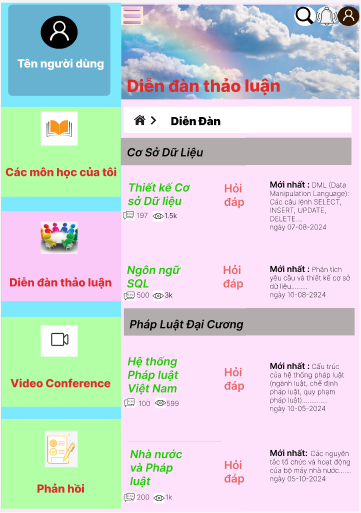 Tên người dùng
Các môn học của tôi
Diễn đàn thảo luận
Video Conference
Phản hồi
Diễn đàn thảo luận
Diễn Đàn
Cơ Sở Dữ Liệu
Thiết kế Cơ
sở Dữ liệu
197 1.5k
Hỏi
đáp
Mới nhất : DML (Data
Manipulation Language):
Các câu lệnh SELECT,
INSERT, UPDATE,
DELETE...
ngày 07-08-2024
Ngôn ngữ
SQL
500 3k
Hỏi
đáp
Mới nhất : Phân tích
yêu cầu và thiết kế cơ sở
dữ liệu........
ngày 10-08-2924
Pháp Luật Đại Cương
Hệ thống
Pháp luật
Việt Nam
100 599
Hỏi
đáp
Mới nhất : Cấu trúc
của hệ thống pháp luật
(ngành luật, chế định
pháp luật, quy phạm
pháp luật)............
ngày 10-05-2024
Nhà nước
và Pháp
luật
200 1k
Hỏi
đáp
Mới nhất: Các nguyên
tắc tổ chức và hoạt động
của bộ máy nhà nước......
ngày 05-10-2024